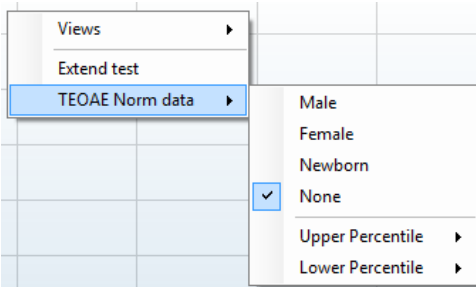 Views
Extend test
TEOAE Norm data
Male
Female
Newborn
None
Upper Percentile
Lower Percentile